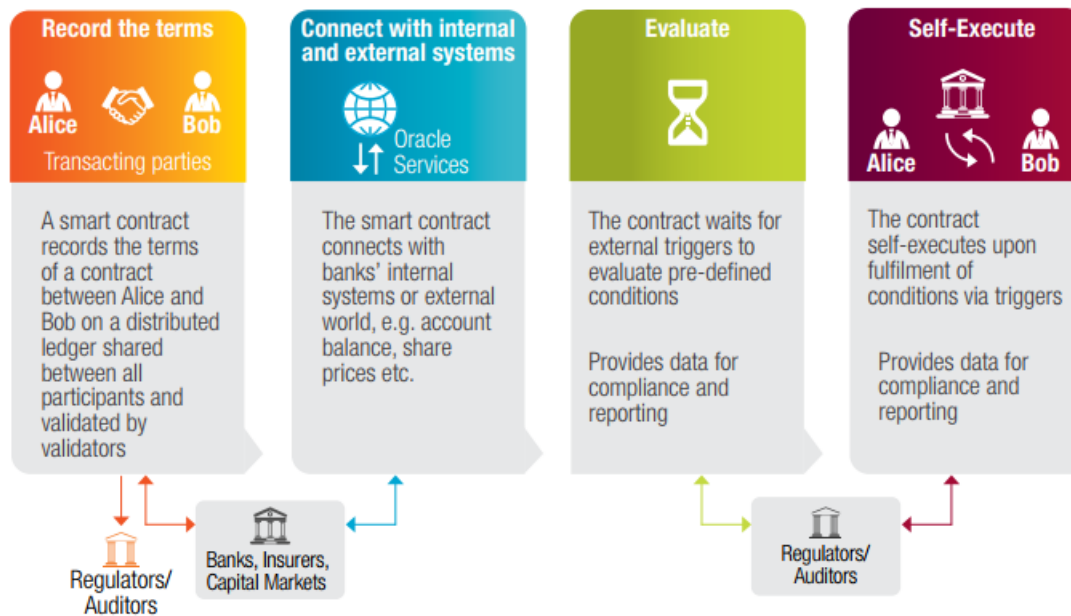 Record the terms
Alice
Bob
Transacting parties
A smart contract
records the terms
of a contract
between Alice and
Bob on a distributed
ledger shared
between all
participants and
validated by
validators
Connect with internal
and external systems
Oracle
Services
The smart contract
connects with
banks' internal
systems or external
world, e.g. account
balance, share
prices etc.
Evaluate
The contract waits for
external triggers to
evaluate pre-defined
conditions
Provides data for
compliance and
reporting
Self-Execute
Alice
Bob
The contract
self-executes upon
fulfilment of
conditions via triggers
Provides data for
compliance and
reporting
Regulators/
Auditors
Banks, Insurers,
Capital Markets
Regulators/
Auditors